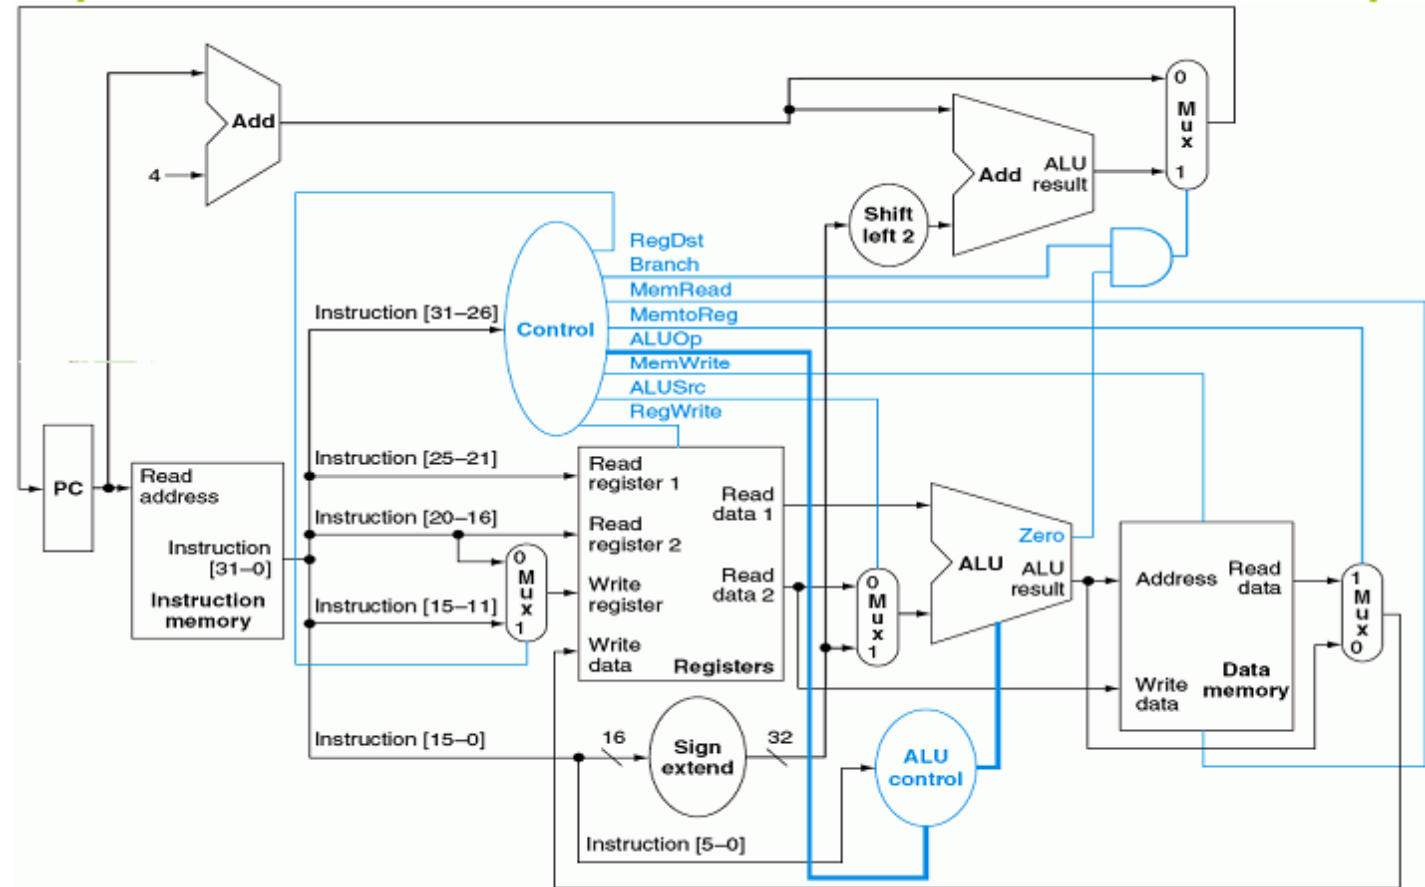 0
M
u
x
1
Add
4
Add
ALU
result
Shift
left 2
RegDst
Branch
MemRead
MemtoReg
ALUOp
MemWrite
ALUSrc
RegWrite
Control
Instruction [31–26]
Instruction [25–21]
Instruction [20–16]
Instruction [15–11]
Instruction [15–0]
Instruction [5–0]
PC
Read
address
Instruction
[31–0]
Instruction
memory
0
M
u
x
1
Read
register 1
Read
register 2
Write
register
Write
data
Read
data 1
Read
data 2
Registers
16
Sign
extend
32
0
M
u
x
1
Zero
ALU
ALU
result
ALU
control
Address
Read
data
Write
data
Data
memory
1
M
u
x
0